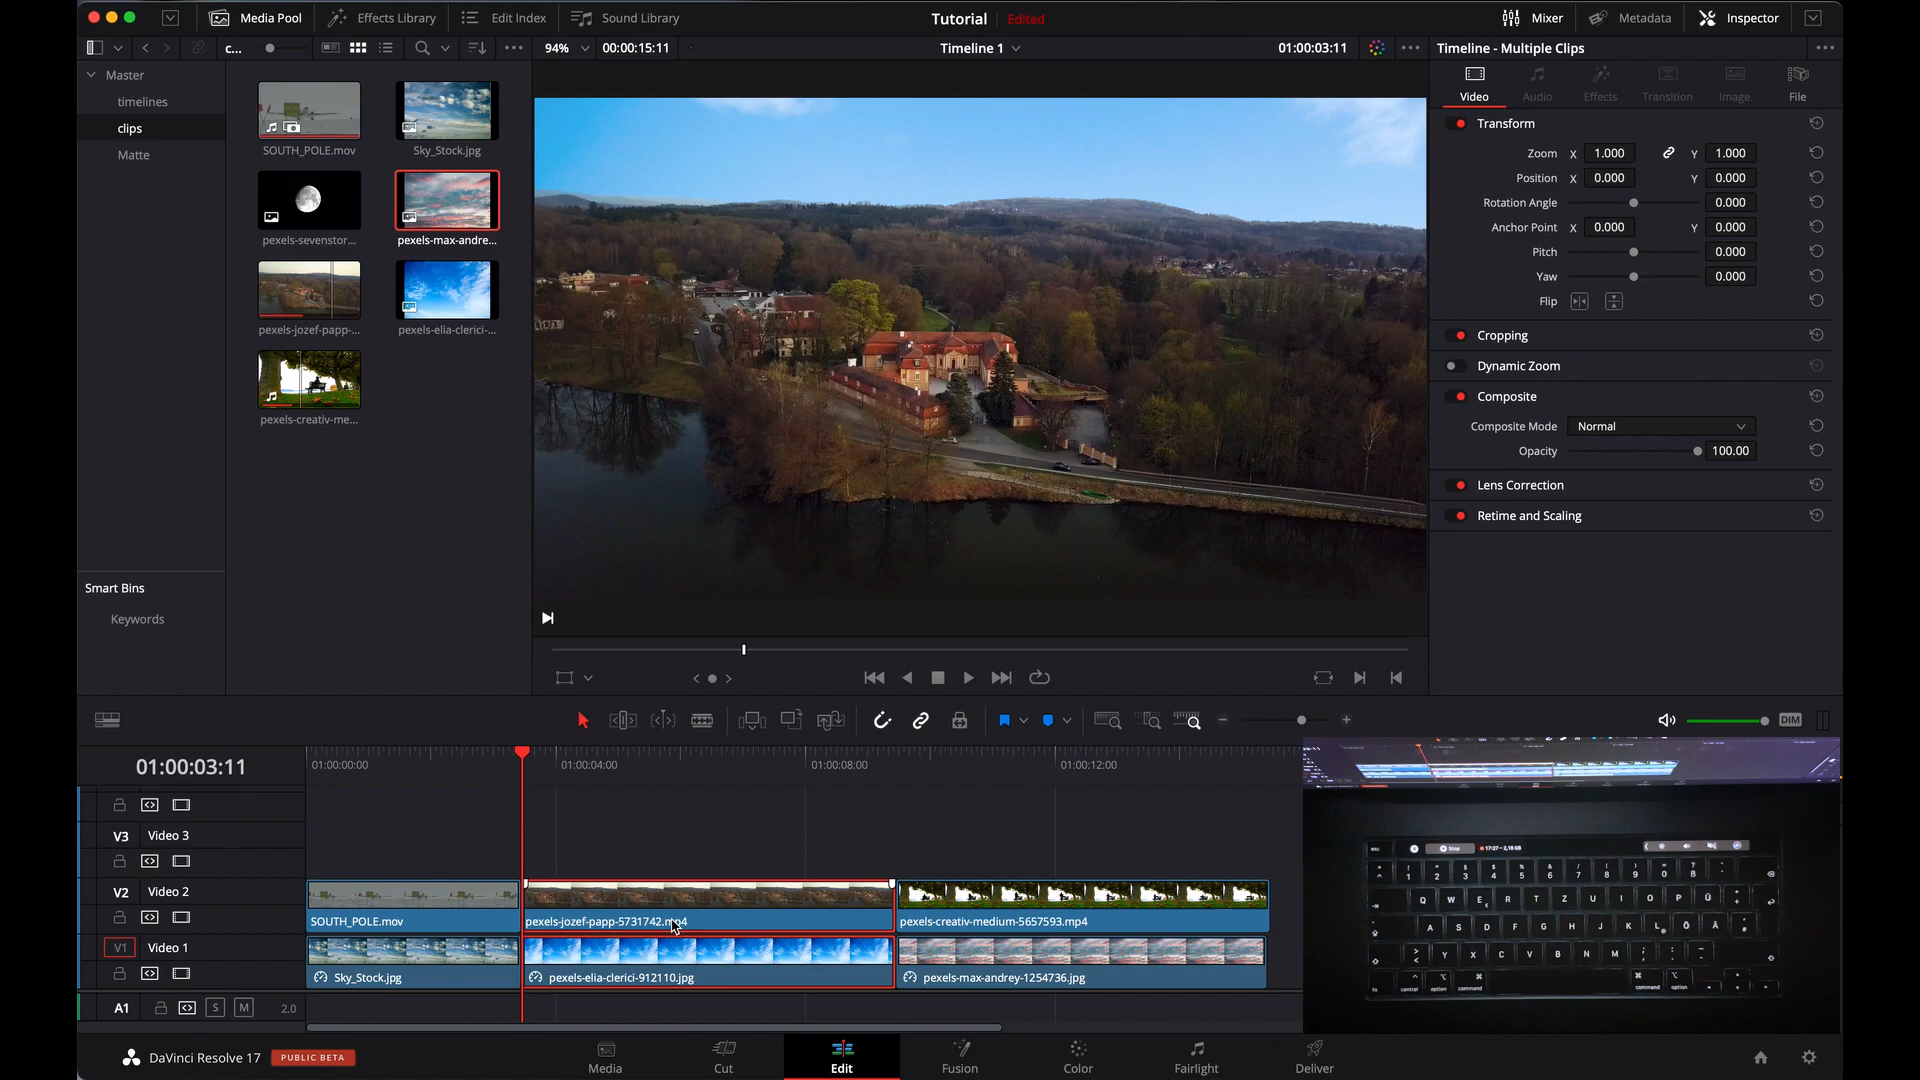 Media Pool
Effects Library
Edit Index
Sound Library
Tutorial
Edited
Mixer
Metadata
Inspector
c...
94%
00:00:15:11
Timeline 1
01:00:03:11
Timeline - Multiple Clips
Master
timelines
clips
Matte
SOUTH_POLE.mov
Sky_Stock.jpg
pexels-sevenstor...
pexels-max-andre...
pexels-jozef-papp-...
pexels-elia-clerici-...
pexels-creativ-me...
Smart Bins
Keywords
Video
Audio
Effects
Transition
Image
File
Transform
Zoom X 1.000 Y 1.000
Position X 0.000 Y 0.000
Rotation Angle 0.000
Anchor Point X 0.000 Y 0.000
Pitch 0.000
Yaw 0.000
Flip
Cropping
Dynamic Zoom
Composite
Composite Mode Normal
Opacity 100.00
Lens Correction
Retime and Scaling
DIM
01:00:03:11
01:00:00:00
01:00:04:00
01:00:08:00
01:00:12:00
V3 Video 3
V2 Video 2
SOUTH_POLE.mov
pexels-jozef-papp-5731742.mp4
pexels-creativ-medium-5657593.mp4
V1 Video 1
Sky_Stock.jpg
pexels-elia-clerici-912110.jpg
pexels-max-andrey-1254736.jpg
A1 S M 2.0
esc Stop
Q W E R T Z U I O P Ü
A S D F G H J K L Ö Ä
Y X C V B N M
fn control option command command option
DaVinci Resolve 17
PUBLIC BETA
Media
Cut
Edit
Fusion
Color
Fairlight
Deliver